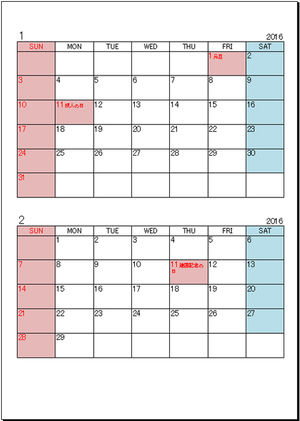 1 2016
SUN MON TUE WED THU FRI SAT
1 元旦 2
3 4 5 6 7 8 9
10 11 成人の日 12 13 14 15 16
17 18 19 20 21 22 23
24 25 26 27 28 29 30
31
2 2016
SUN MON TUE WED THU FRI SAT
1 2 3 4 5 6
7 8 9 10 11 建国記念の日 12 13
14 15 16 17 18 19 20
21 22 23 24 25 26 27
28 29